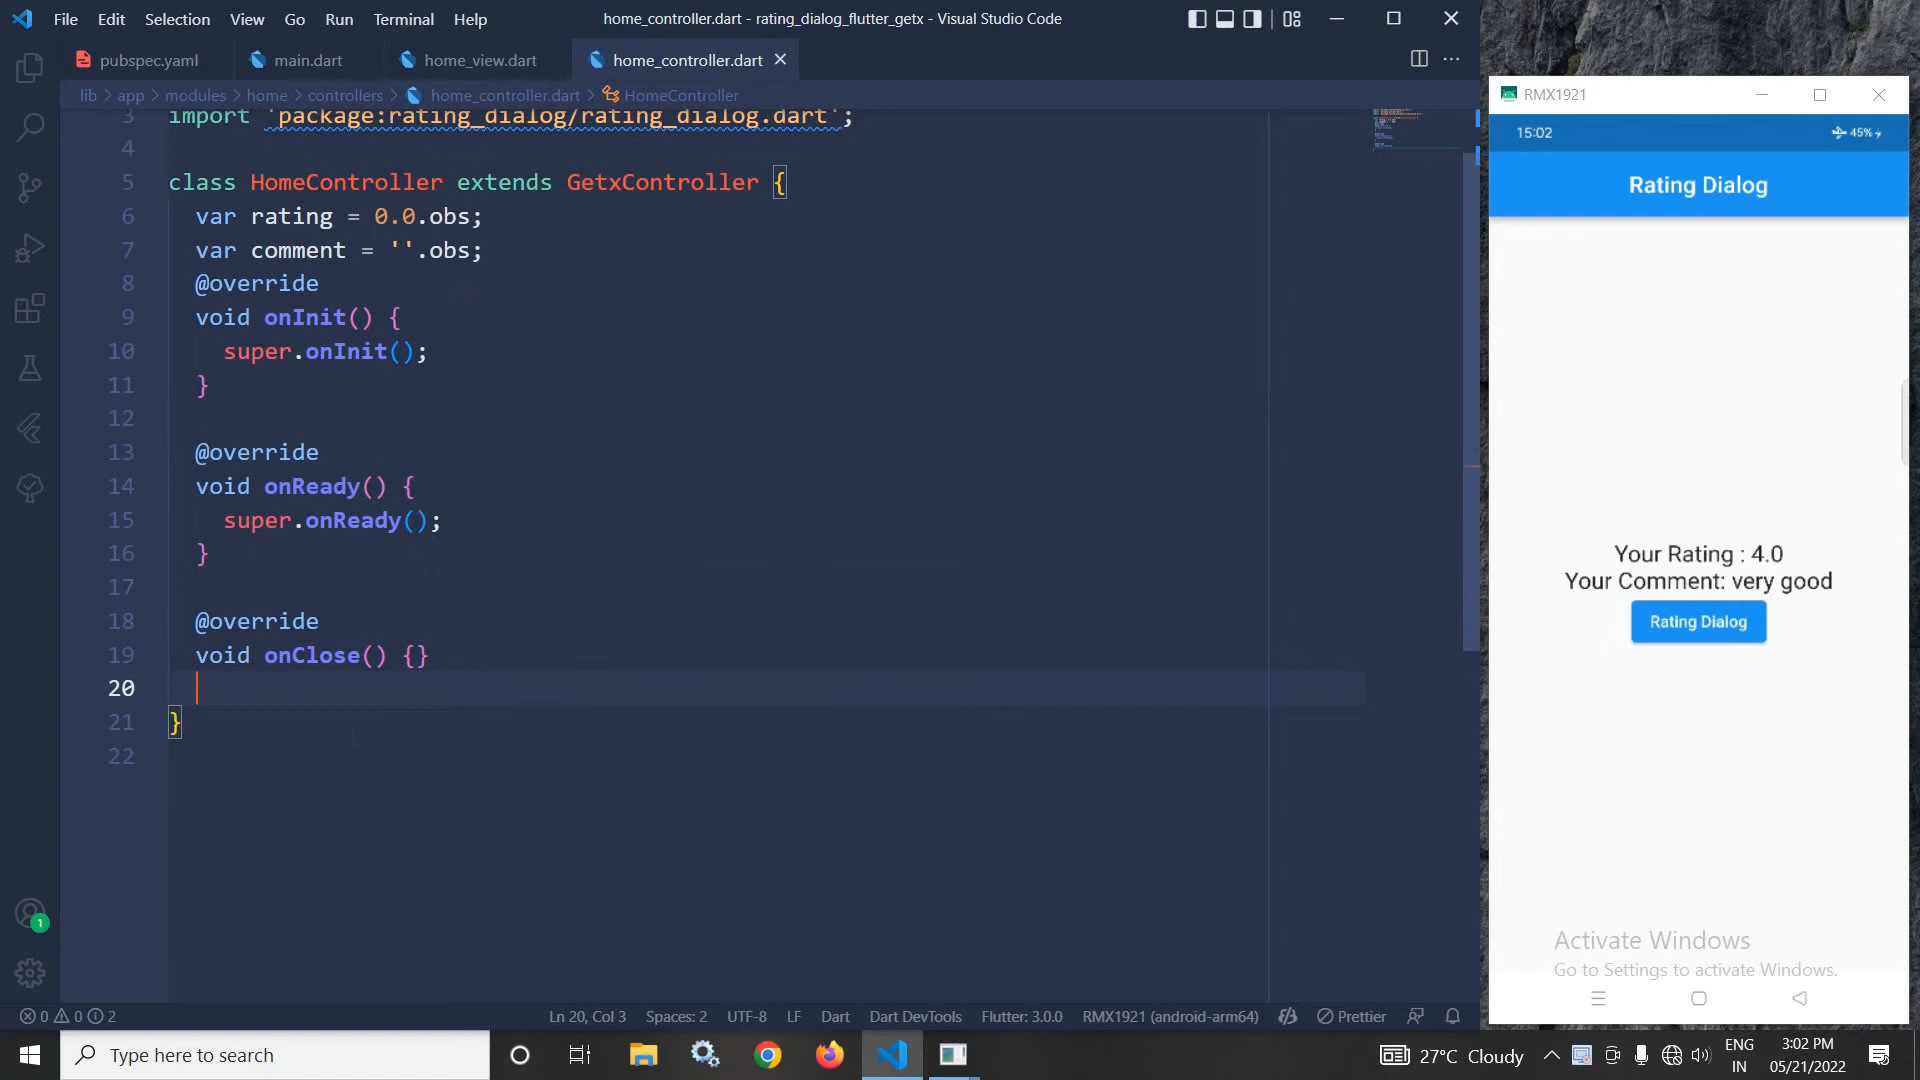 File Edit Selection View Go Run Terminal Help
home_controller.dart - rating_dialog_flutter_getx - Visual Studio Code
pubspec.yaml
main.dart
home_view.dart
home_controller.dart
lib > app > modules > home > controllers > home_controller.dart > HomeController
3 import 'package:rating_dialog/rating_dialog.dart';
4
5 class HomeController extends GetxController {
6 var rating = 0.0.obs;
7 var comment = ''.obs;
8 @override
9 void onInit() {
10 super.onInit();
11 }
12
13 @override
14 void onReady() {
15 super.onReady();
16 }
17
18 @override
19 void onClose() {}
20
21 }
22
0 0 2
Ln 20, Col 3 Spaces: 2 UTF-8 LF Dart Dart DevTools Flutter: 3.0.0 RMX1921 (android-arm64) Prettier
RMX1921
15:02
45%
Rating Dialog
Your Rating : 4.0
Your Comment: very good
Rating Dialog
Activate Windows
Go to Settings to activate Windows.
1
Type here to search
27°C Cloudy
ENG
IN
3:02 PM
05/21/2022